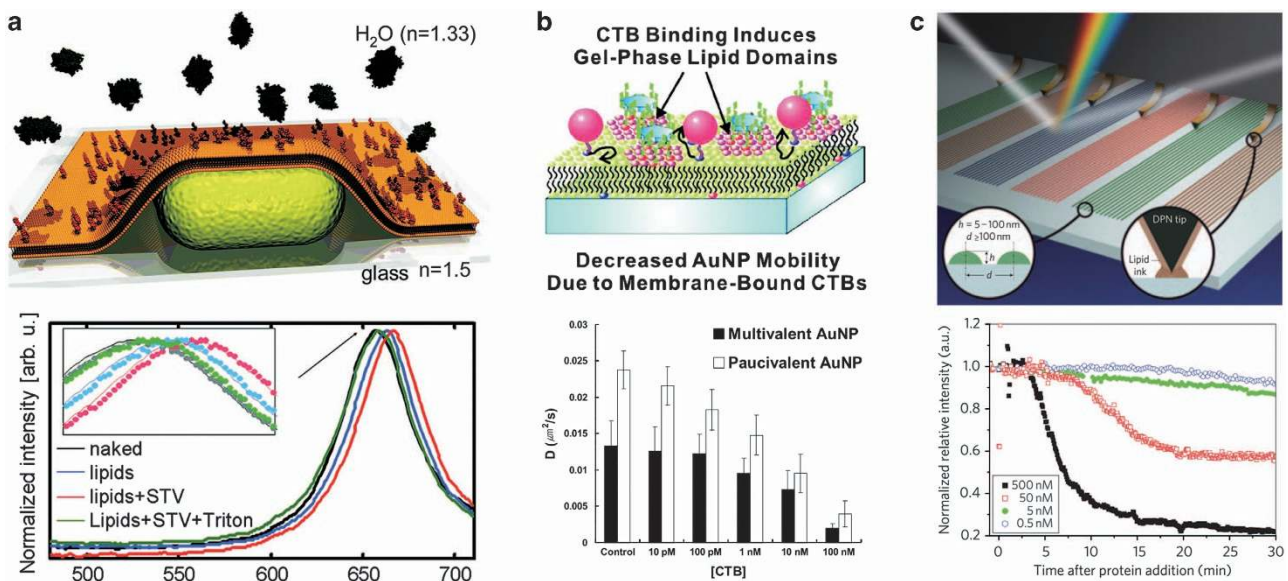 a
H2O (n=1.33)
glass n=1.5
Normalized intensity [arb. u.]
naked
lipids
lipids+STV
Lipids+STV+Triton
500
550
600
650
700
b
CTB Binding Induces
Gel-Phase Lipid Domains
Decreased AuNP Mobility
Due to Membrane-Bound CTBs
0.03
0.025
0.02
0.015
0.01
0.005
0
D (μm²/s)
Multivalent AuNP
Paucivalent AuNP
Control
10 pM
100 pM
1 nM
10 nM
100 nM
[CTB]
c
h = 5–100 nm
d ≥100 nm
h
d
DPN tip
Lipid
ink
Normalized relative intensity (a.u.)
1.2
1.0
0.8
0.6
0.4
0.2
500 nM
50 nM
5 nM
0.5 nM
0
5
10
15
20
25
30
Time after protein addition (min)